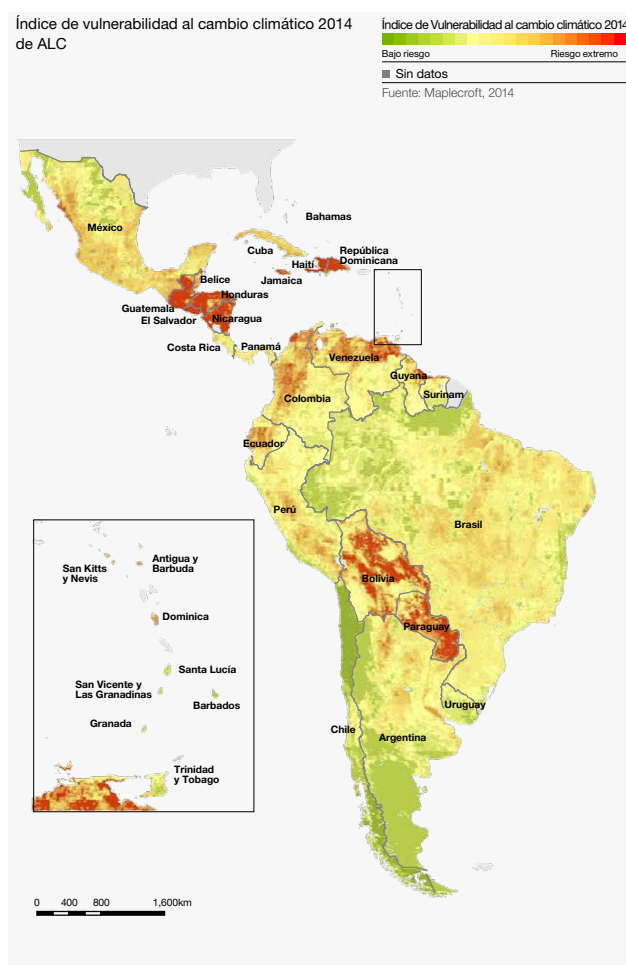 Índice de vulnerabilidad al cambio climático 2014
de ALC
Índice de Vulnerabilidad al cambio climático 2014
Bajo riesgo
Riesgo extremo
Sin datos
Fuente: Maplecroft, 2014
México
Bahamas
Cuba
República
Dominicana
Haití
Jamaica
Belice
Honduras
Guatemala
El Salvador
Nicaragua
Costa Rica
Panamá
Venezuela
Guyana
Surinam
Colombia
Ecuador
Perú
Brasil
Bolivia
Paraguay
Uruguay
Chile
Argentina
San Kitts
y Nevis
Antigua y
Barbuda
Dominica
Santa Lucía
San Vicente y
Las Granadinas
Barbados
Granada
Trinidad
y Tobago
0 400 800 1,600km